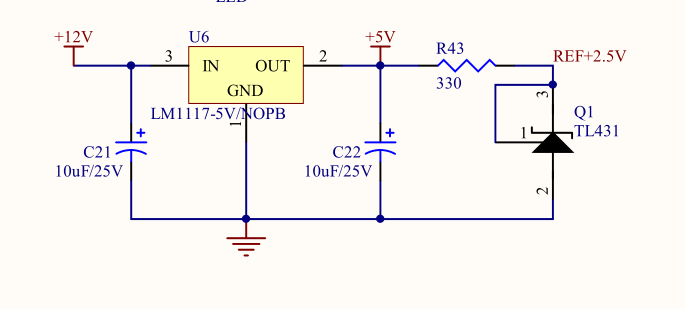 LED
+12V
3
U6
IN
OUT
GND
2
+5V
R43
330
REF+2.5V
LM1117-5V/NOPB
1
3
Q1
1
TL431
+
C21
10uF/25V
+
C22
10uF/25V
2